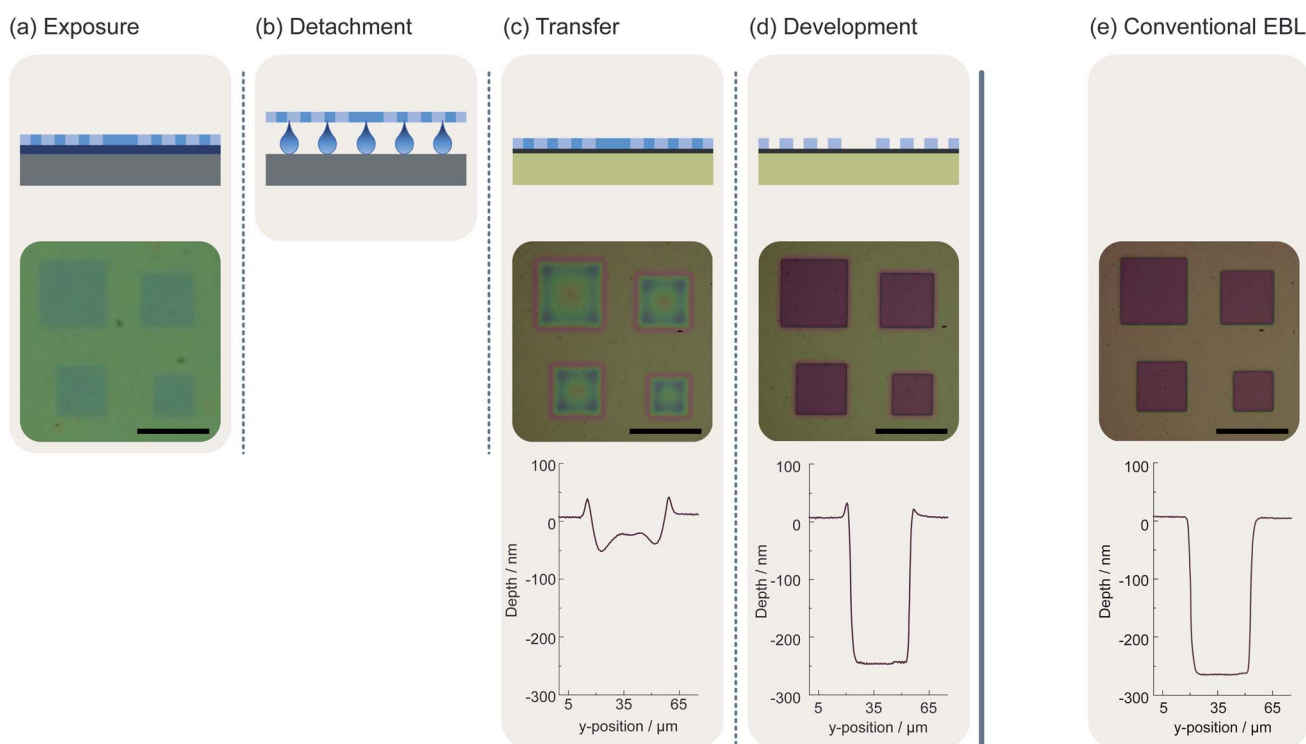 (a) Exposure
(b) Detachment
(c) Transfer
(d) Development
(e) Conventional EBL
100
0
-100
-200
-300
Depth / nm
5
35
65
y-position / µm
100
0
-100
-200
-300
Depth / nm
5
35
65
y-position / µm
100
0
-100
-200
-300
Depth / nm
5
35
65
y-position / µm